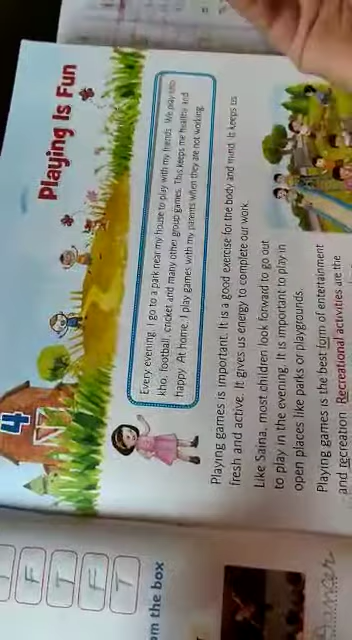 4
Playing Is Fun
Every evening, I go to a park near my house to play with my friends. We play kho
kho, football, cricket and many other group games. This keeps me healthy and
happy. At home, I play games with my parents when they are not working.
Playing games is important. It is a good exercise for the body and mind. It keeps us
fresh and active. It gives us energy to complete our work.
Like Saina, most children look forward to go out
to play in the evening. It is important to play in
open places like parks or playgrounds.
Playing games is the best form of entertainment
and recreation. Recreational activities are the
F
T
F
T
om the box